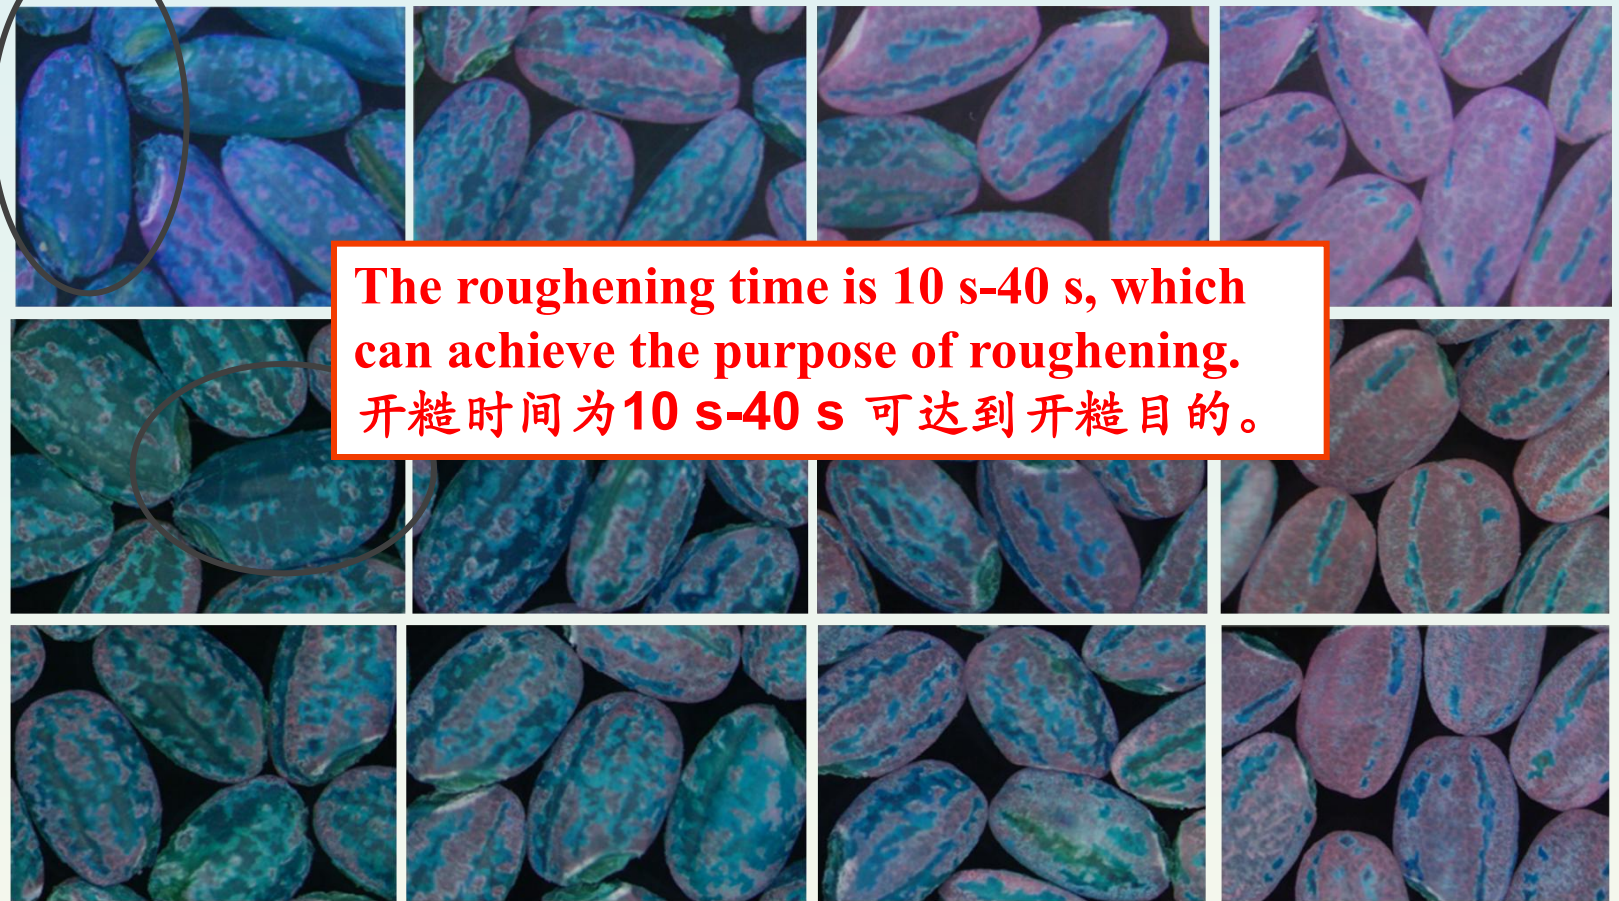 The roughening time is 10 s-40 s, which
can achieve the purpose of roughening.
开糙时间为10 s-40 s 可达到开糙目的。